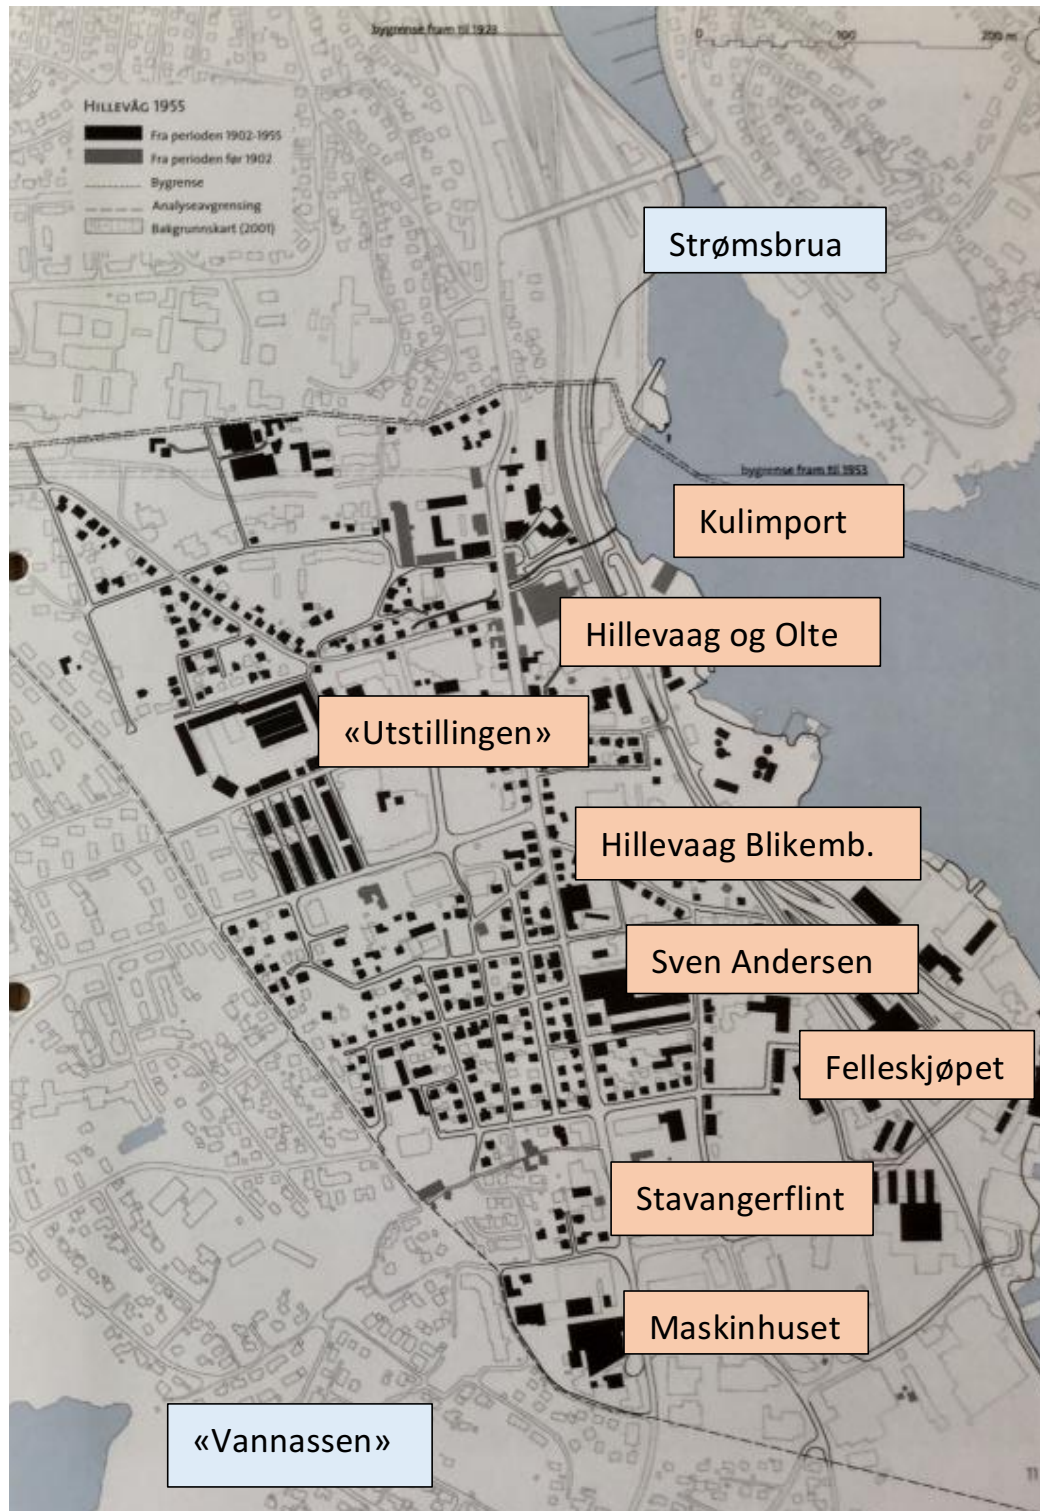 bygrense fram til 1923
0 100 200 m
HILLEVÅG 1955
Fra perioden 1902-1955
Fra perioden før 1902
Bygrense
Analyseavgrensing
Bakgrunnskart (2001)
Strømsbrua
bygrense fram til 1953
Kulimport
Hillevaag og Olte
«Utstillingen»
Hillevaag Blikemb.
Sven Andersen
Felleskjøpet
Stavangerflint
Maskinhuset
«Vannassen»
11